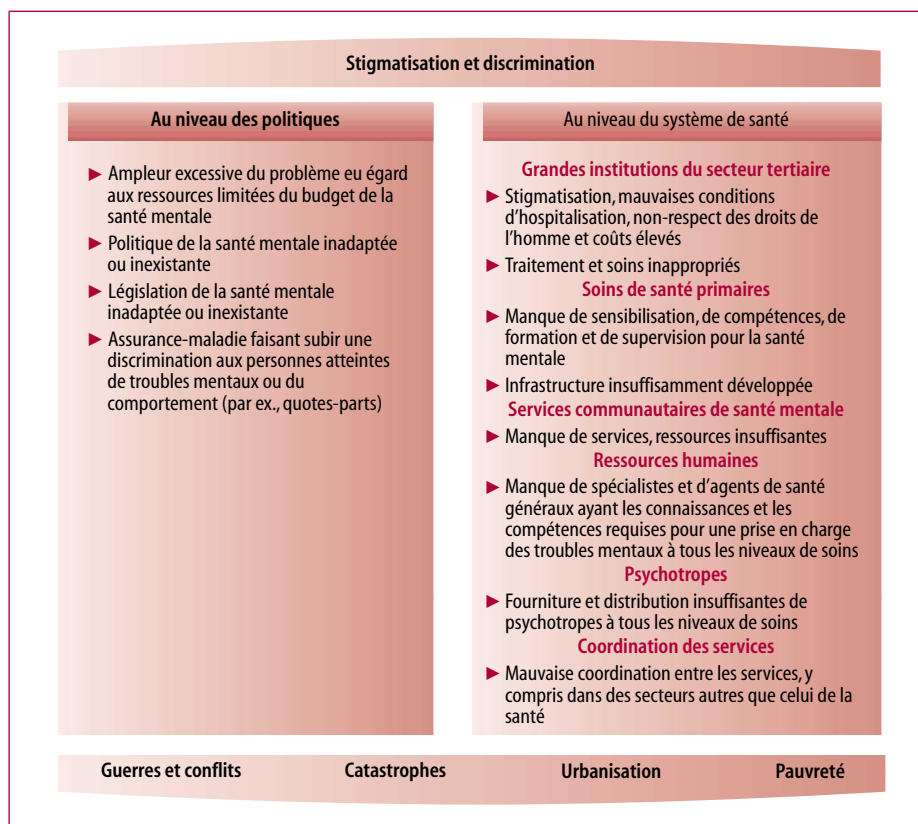 Stigmatisation et discrimination
Au niveau des politiques
► Ampleur excessive du problème eu égard
aux ressources limitées du budget de la
santé mentale
► Politique de la santé mentale inadaptée
ou inexistante
► Législation de la santé mentale
inadaptée ou inexistante
► Assurance-maladie faisant subir une
discrimination aux personnes atteintes
de troubles mentaux ou du
comportement (par ex., quotes-parts)
Au niveau du système de santé
Grandes institutions du secteur tertiaire
► Stigmatisation, mauvaises conditions
d'hospitalisation, non-respect des droits de
l'homme et coûts élevés
► Traitement et soins inappropriés
Soins de santé primaires
► Manque de sensibilisation, de compétences, de
formation et de supervision pour la santé
mentale
► Infrastructure insuffisamment développée
Services communautaires de santé mentale
► Manque de services, ressources insuffisantes
Ressources humaines
► Manque de spécialistes et d'agents de santé
généraux ayant les connaissances et les
compétences requises pour une prise en charge
des troubles mentaux à tous les niveaux de soins
Psychotropes
► Fourniture et distribution insuffisantes de
psychotropes à tous les niveaux de soins
Coordination des services
► Mauvaise coordination entre les services, y
compris dans des secteurs autres que celui de la
santé
Guerres et conflits Catastrophes Urbanisation Pauvreté